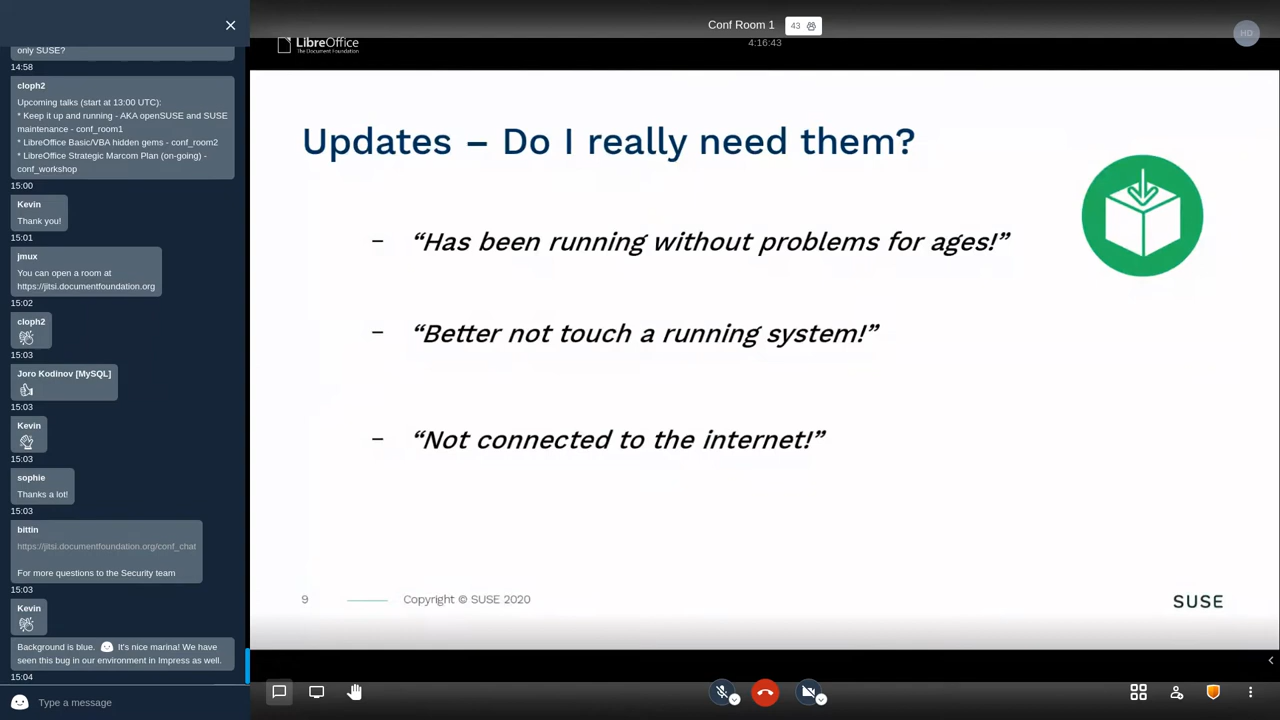 only SUSE?
14:58
cloph2
Upcoming talks (start at 13:00 UTC):
* Keep it up and running - AKA openSUSE and SUSE
maintenance - conf_room1
* LibreOffice Basic/VBA hidden gems - conf_room2
* LibreOffice Strategic Marcom Plan (on-going) -
conf_workshop
15:00
Kevin
Thank you!
15:01
jmux
You can open a room at
https://jitsi.documentfoundation.org
15:02
cloph2
15:03
Joro Kodinov [MySQL]
15:03
Kevin
15:03
sophie
Thanks a lot!
15:03
bittin
https://jitsi.documentfoundation.org/conf_chat
For more questions to the Security team
15:03
Kevin
Background is blue. It's nice marina! We have
seen this bug in our environment in Impress as well.
15:04
Type a message
Conf Room 1 43
4:16:43
HD
LibreOffice
The Document Foundation
Updates – Do I really need them?
– “Has been running without problems for ages!”
– “Better not touch a running system!”
– “Not connected to the internet!”
9 Copyright © SUSE 2020
SUSE